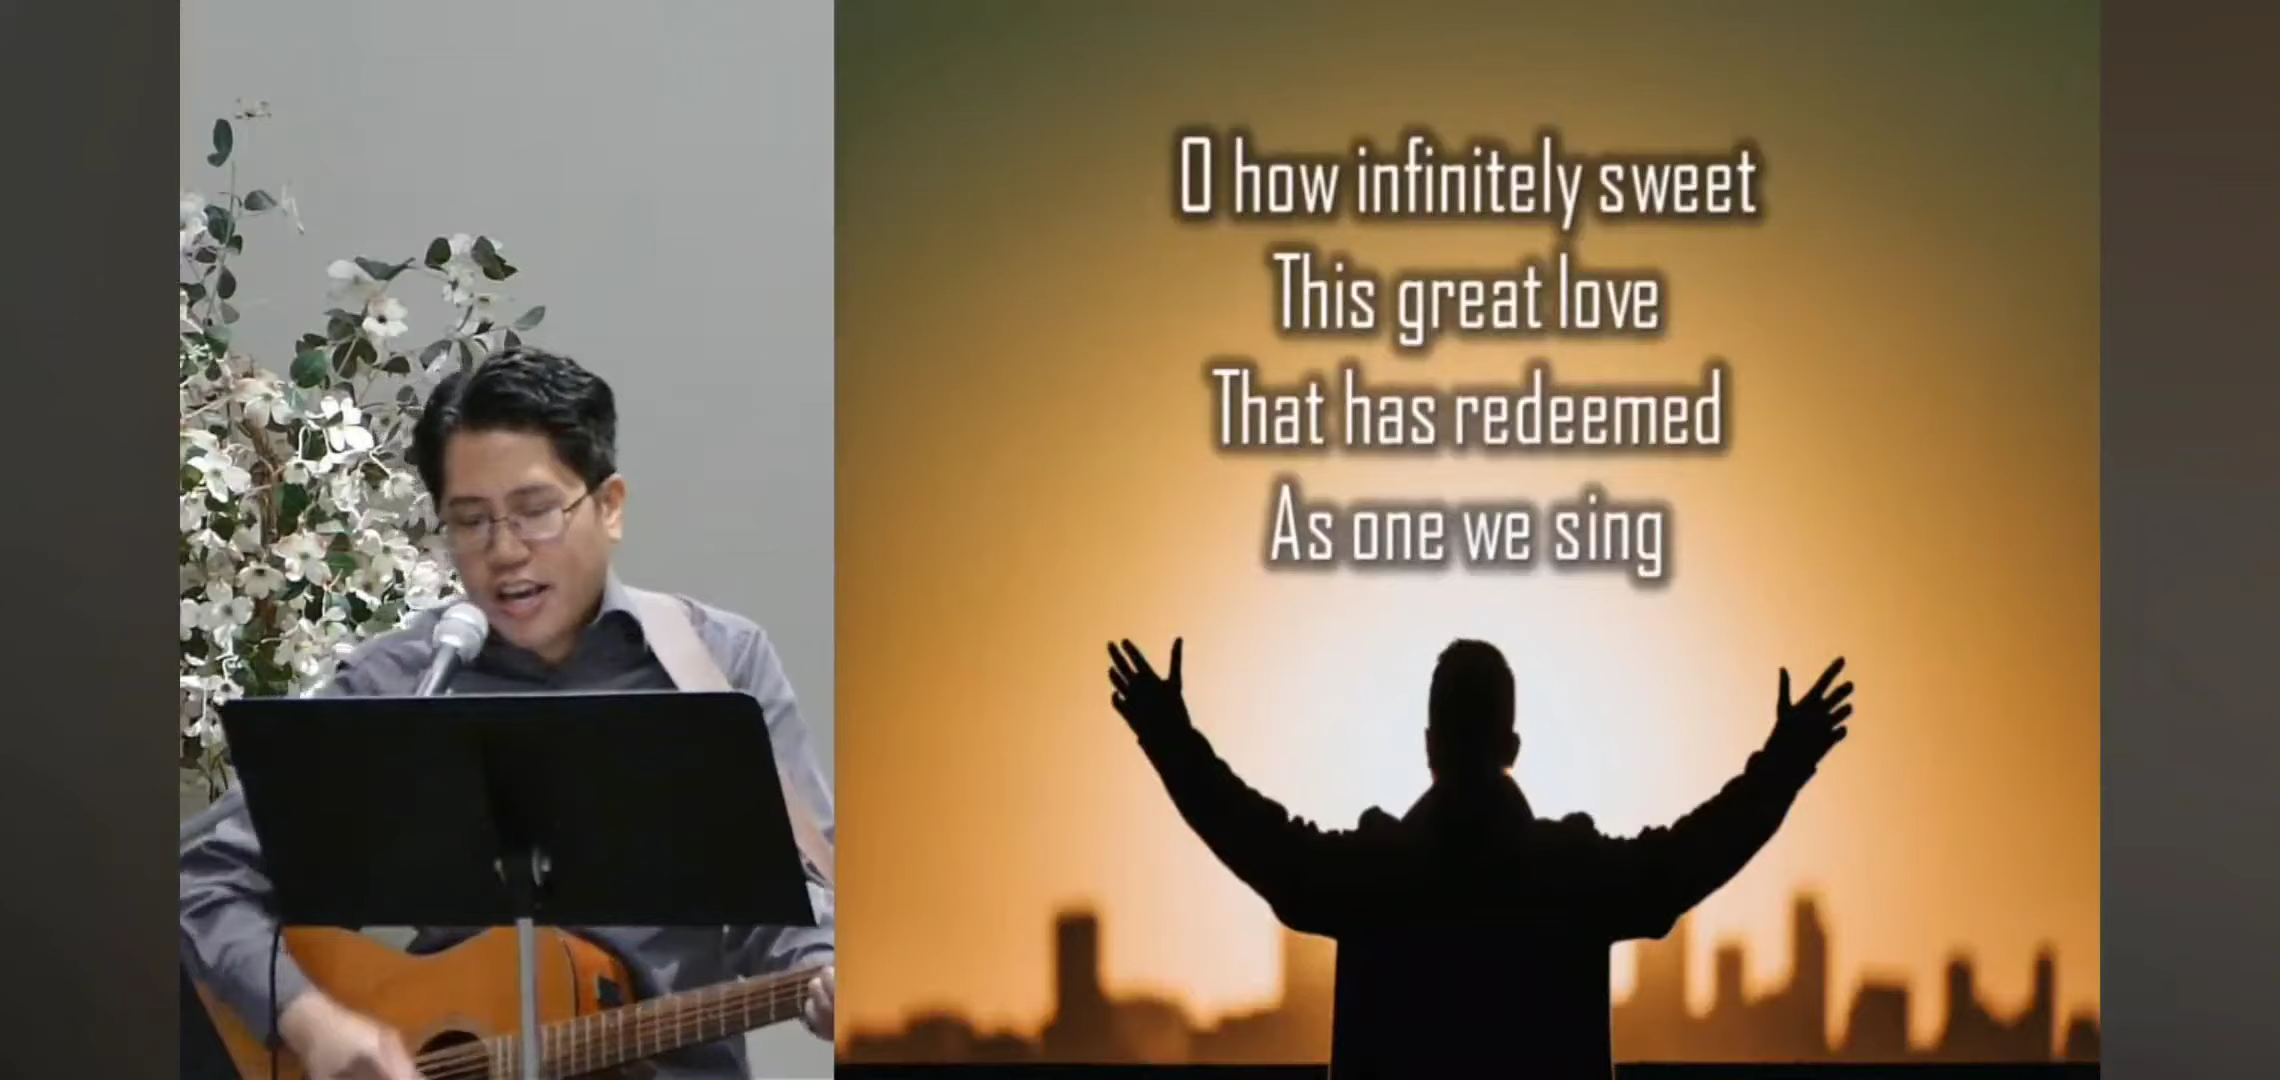 O how infinitely sweet
This great love
That has redeemed
As one we sing